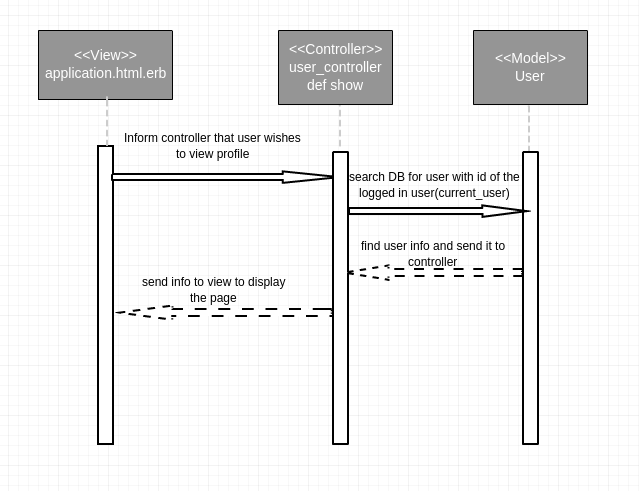 <<View>>
application.html.erb
<<Controller>>
user_controller
def show
<<Model>>
User
Inform controller that user wishes
to view profile
search DB for user with id of the
logged in user(current_user)
find user info and send it to
controller
send info to view to display
the page